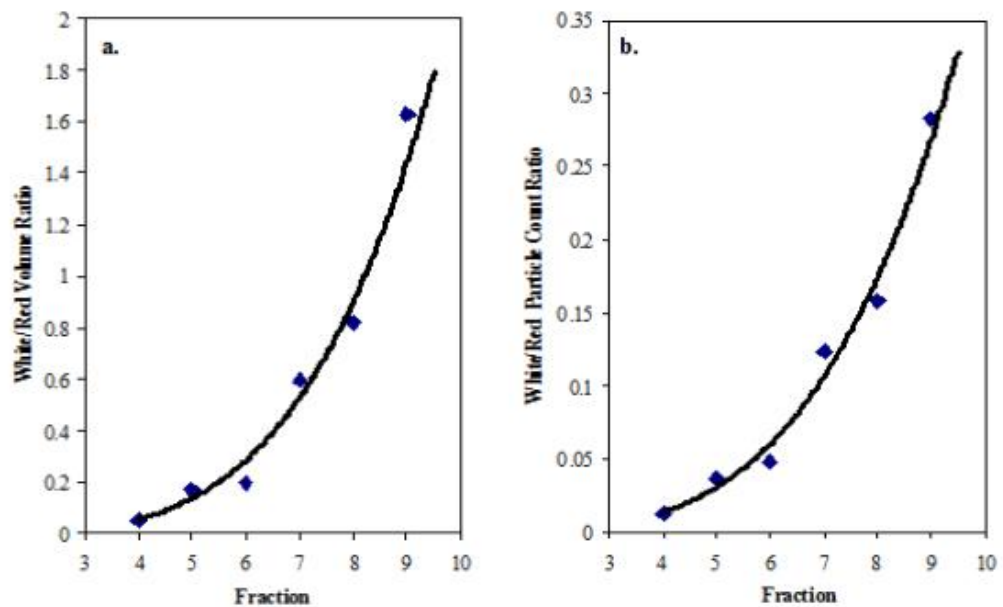 a.
White/Red Volume Ratio
2
1.8
1.6
1.4
1.2
1
0.8
0.6
0.4
0.2
0
3 4 5 6 7 8 9 10
Fraction
b.
White/Red Particle Count Ratio
0.35
0.3
0.25
0.2
0.15
0.1
0.05
0
3 4 5 6 7 8 9 10
Fraction